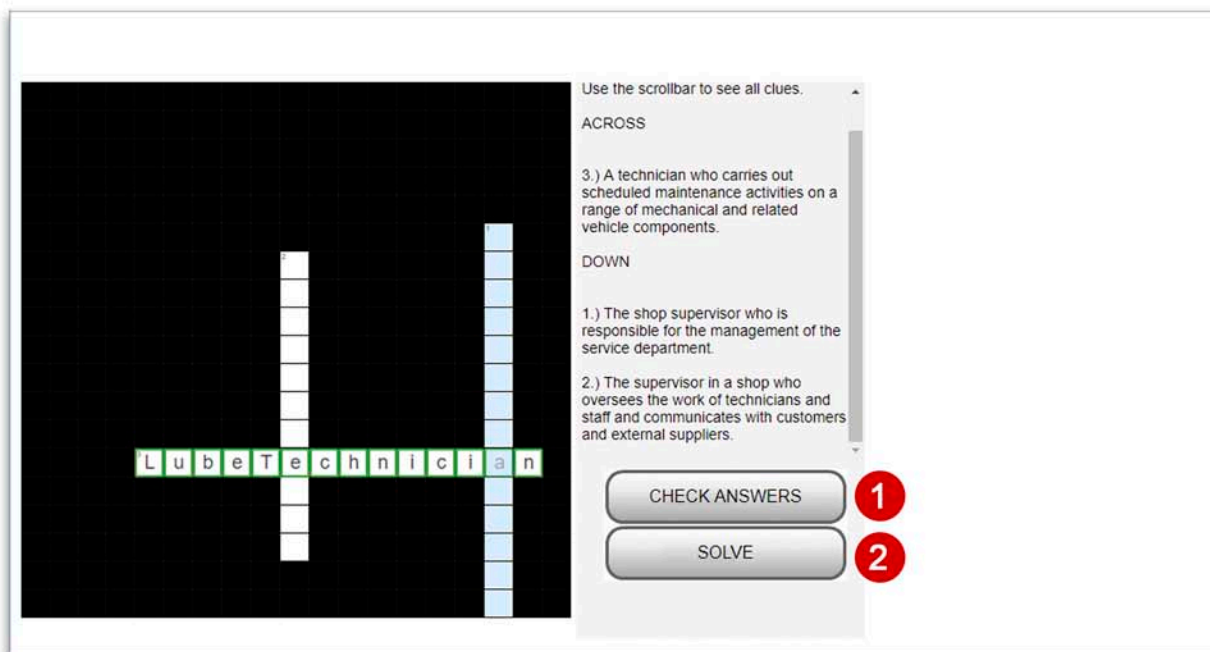 Use the scrollbar to see all clues.
ACROSS
3.) A technician who carries out
scheduled maintenance activities on a
range of mechanical and related
vehicle components.
DOWN
1.) The shop supervisor who is
responsible for the management of the
service department.
2.) The supervisor in a shop who
oversees the work of technicians and
staff and communicates with customers
and external suppliers.
1
2
3
LubeTechnician
CHECK ANSWERS
1
SOLVE
2